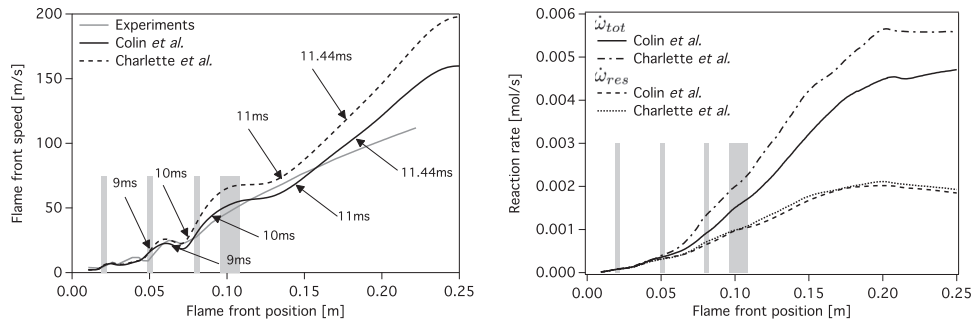 Flame front speed [m/s]
200
150
100
50
0
Experiments
Colin et al.
Charlette et al.
11.44ms
11ms
10ms
9ms
11.44ms
11ms
10ms
9ms
0.00 0.05 0.10 0.15 0.20 0.25
Flame front position [m]
Reaction rate [mol/s]
0.006
0.005
0.004
0.003
0.002
0.001
0.000
ω̇tot
Colin et al.
Charlette et al.
ω̇res
Colin et al.
Charlette et al.
0.00 0.05 0.10 0.15 0.20 0.25
Flame front position [m]